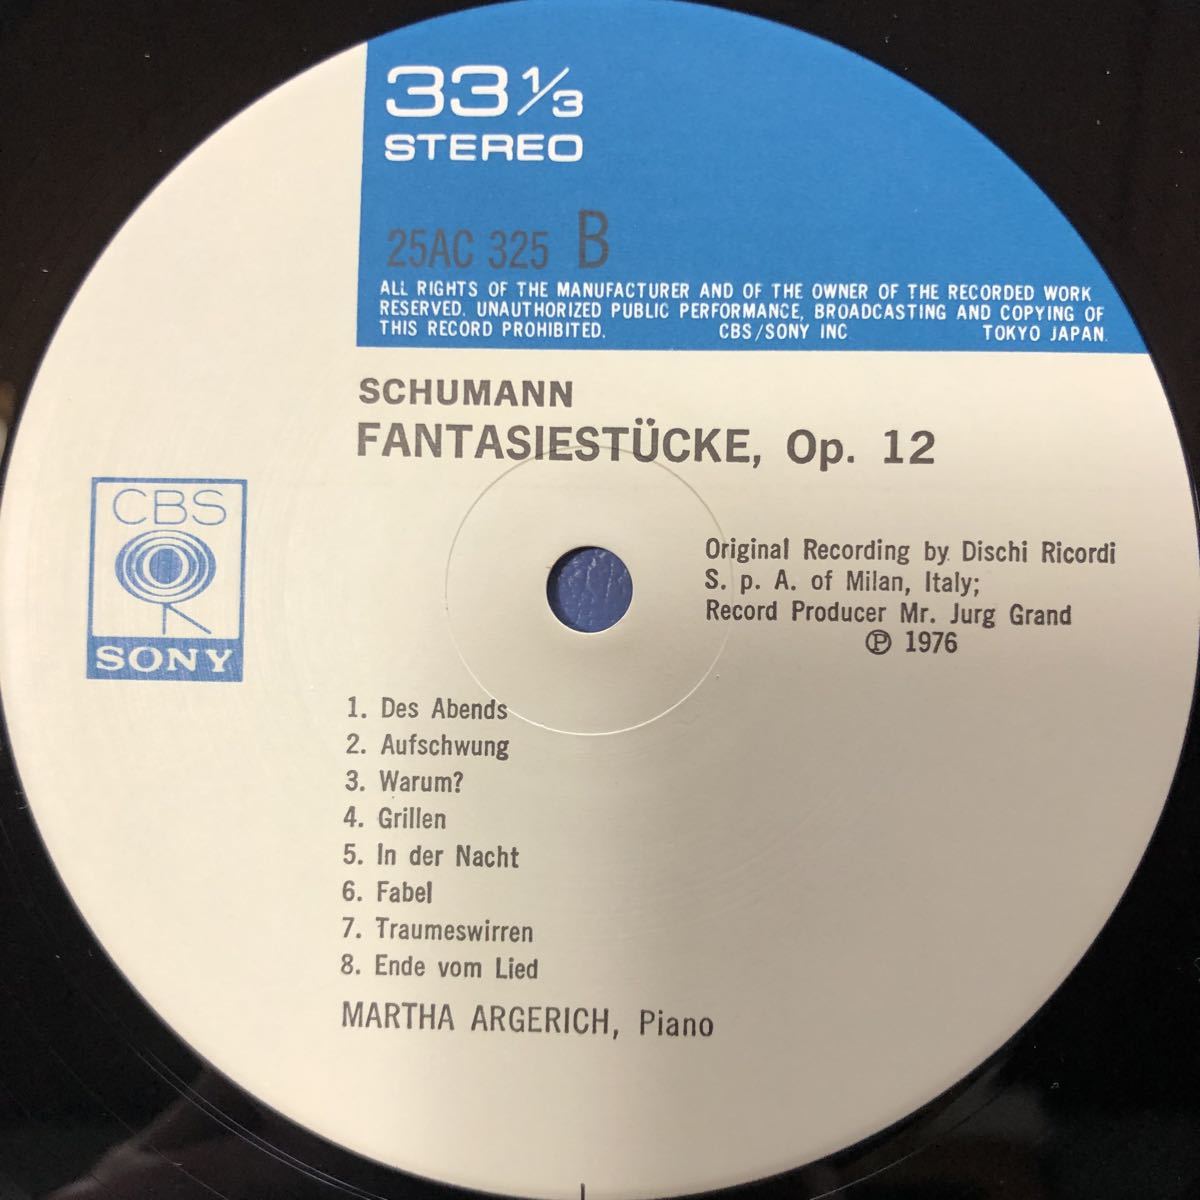 33 1/3
STEREO
25AC 325 B
ALL RIGHTS OF THE MANUFACTURER AND OF THE OWNER OF THE RECORDED WORK
RESERVED. UNAUTHORIZED PUBLIC PERFORMANCE, BROADCASTING AND COPYING OF
THIS RECORD PROHIBITED. CBS/SONY INC TOKYO JAPAN.
SCHUMANN
FANTASIESTÜCKE, Op. 12
CBS
SONY
Original Recording by Dischi Ricordi
S. p. A. of Milan, Italy;
Record Producer Mr. Jurg Grand
℗ 1976
1. Des Abends
2. Aufschwung
3. Warum?
4. Grillen
5. In der Nacht
6. Fabel
7. Traumeswirren
8. Ende vom Lied
MARTHA ARGERICH, Piano